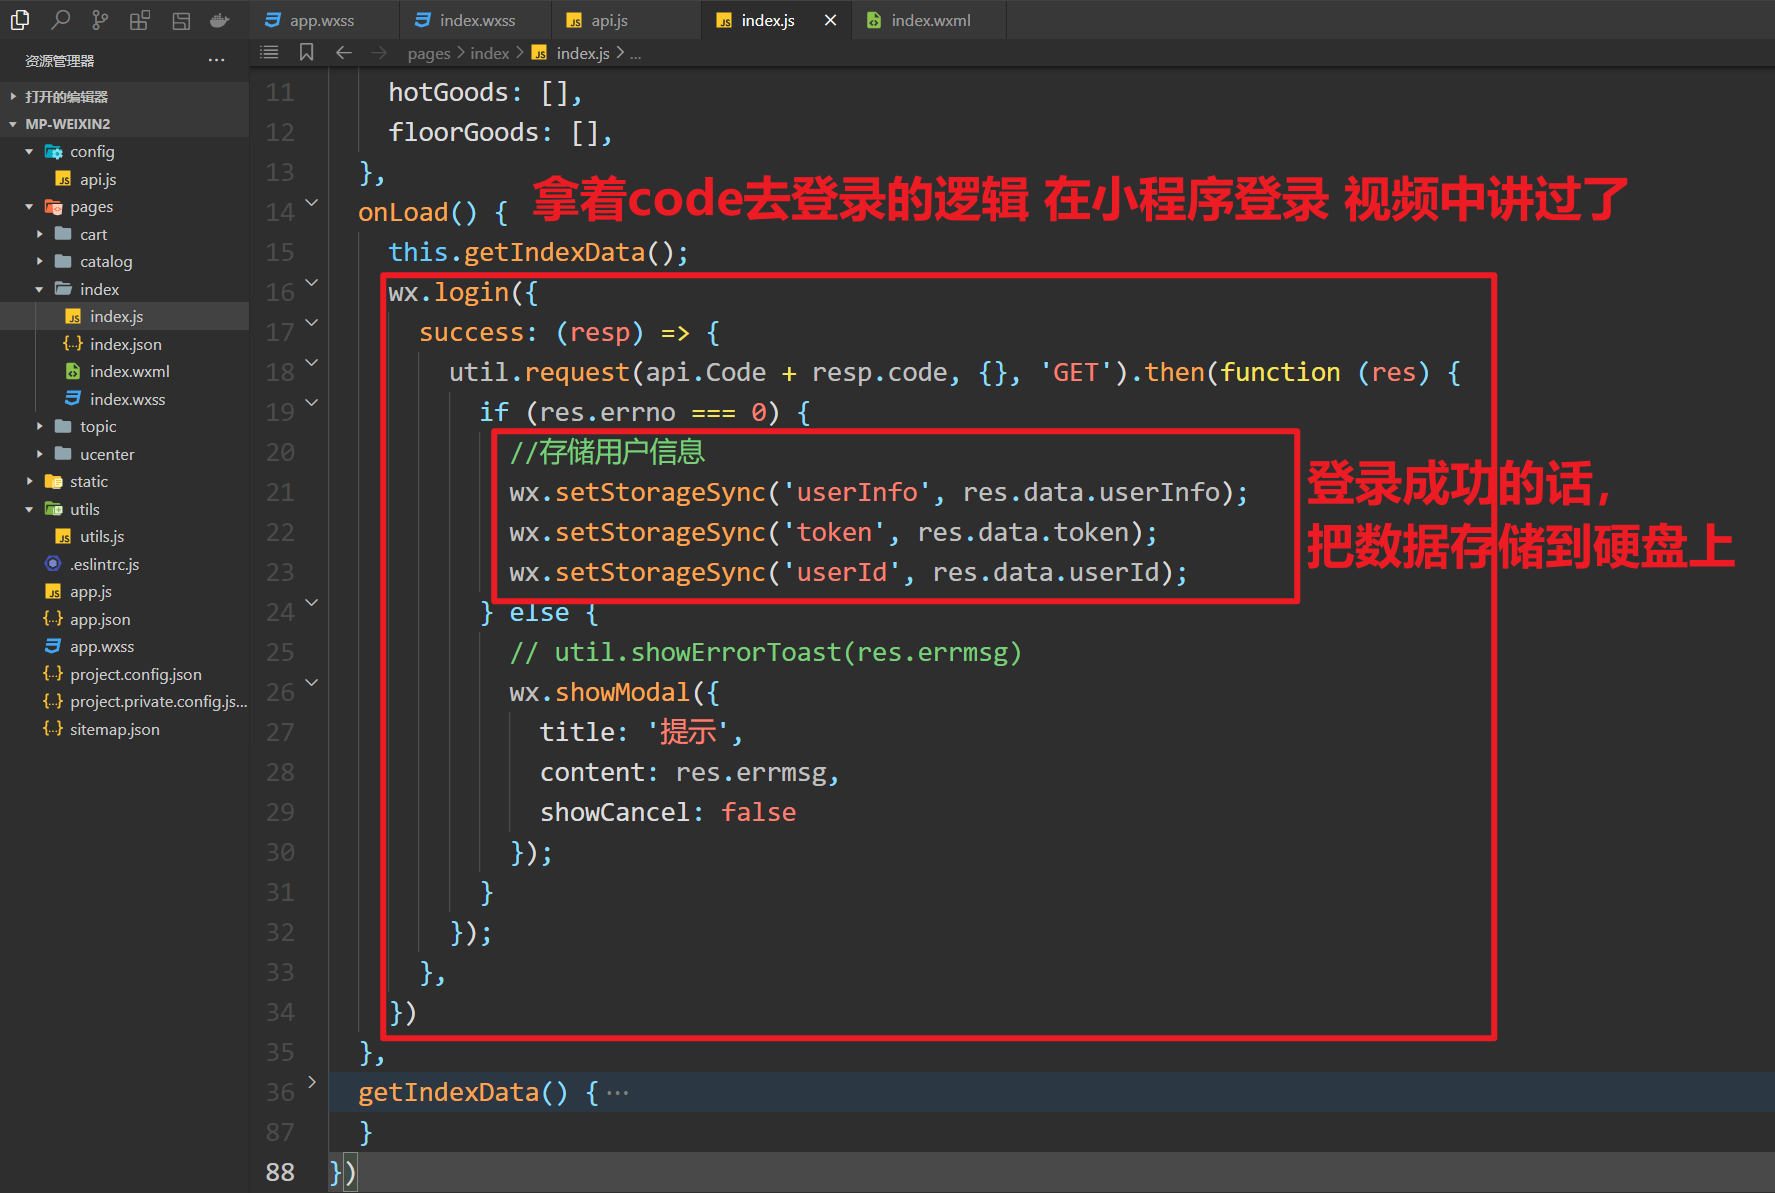 app.wxss
index.wxss
api.js
index.js
index.wxml
资源管理器
pages > index > index.js > ...
打开的编辑器
MP-WEIXIN2
config
api.js
pages
cart
catalog
index
index.js
index.json
index.wxml
index.wxss
topic
ucenter
static
utils
utils.js
.eslintrc.js
app.js
app.json
app.wxss
project.config.json
project.private.config.js...
sitemap.json
11 hotGoods: [],
12 floorGoods: [],
13 },
14 onLoad() {
拿着code去登录的逻辑 在小程序登录 视频中讲过了
15 this.getIndexData();
16 wx.login({
17 success: (resp) => {
18 util.request(api.Code + resp.code, {}, 'GET').then(function (res) {
19 if (res.errno === 0) {
20 //存储用户信息
21 wx.setStorageSync('userInfo', res.data.userInfo);
22 wx.setStorageSync('token', res.data.token);
23 wx.setStorageSync('userId', res.data.userId);
登录成功的话，
把数据存储到硬盘上
24 } else {
25 // util.showErrorToast(res.errmsg)
26 wx.showModal({
27 title: '提示',
28 content: res.errmsg,
29 showCancel: false
30 });
31 }
32 });
33 },
34 })
35 },
36 getIndexData() { ...
87 }
88 })